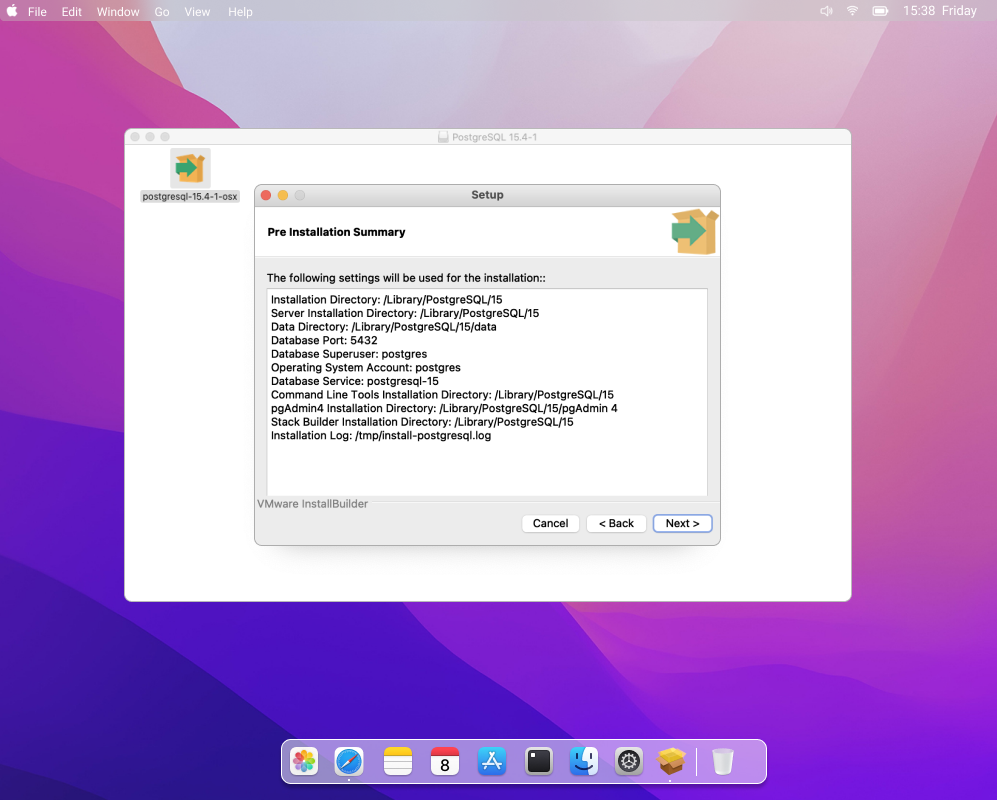 File Edit Window Go View Help 15:38 Friday
PostgreSQL 15.4-1
postgresql-15.4-1-osx
Setup
Pre Installation Summary
The following settings will be used for the installation::
Installation Directory: /Library/PostgreSQL/15
Server Installation Directory: /Library/PostgreSQL/15
Data Directory: /Library/PostgreSQL/15/data
Database Port: 5432
Database Superuser: postgres
Operating System Account: postgres
Database Service: postgresql-15
Command Line Tools Installation Directory: /Library/PostgreSQL/15
pgAdmin4 Installation Directory: /Library/PostgreSQL/15/pgAdmin 4
Stack Builder Installation Directory: /Library/PostgreSQL/15
Installation Log: /tmp/install-postgresql.log
VMware InstallBuilder
Cancel < Back Next >
8